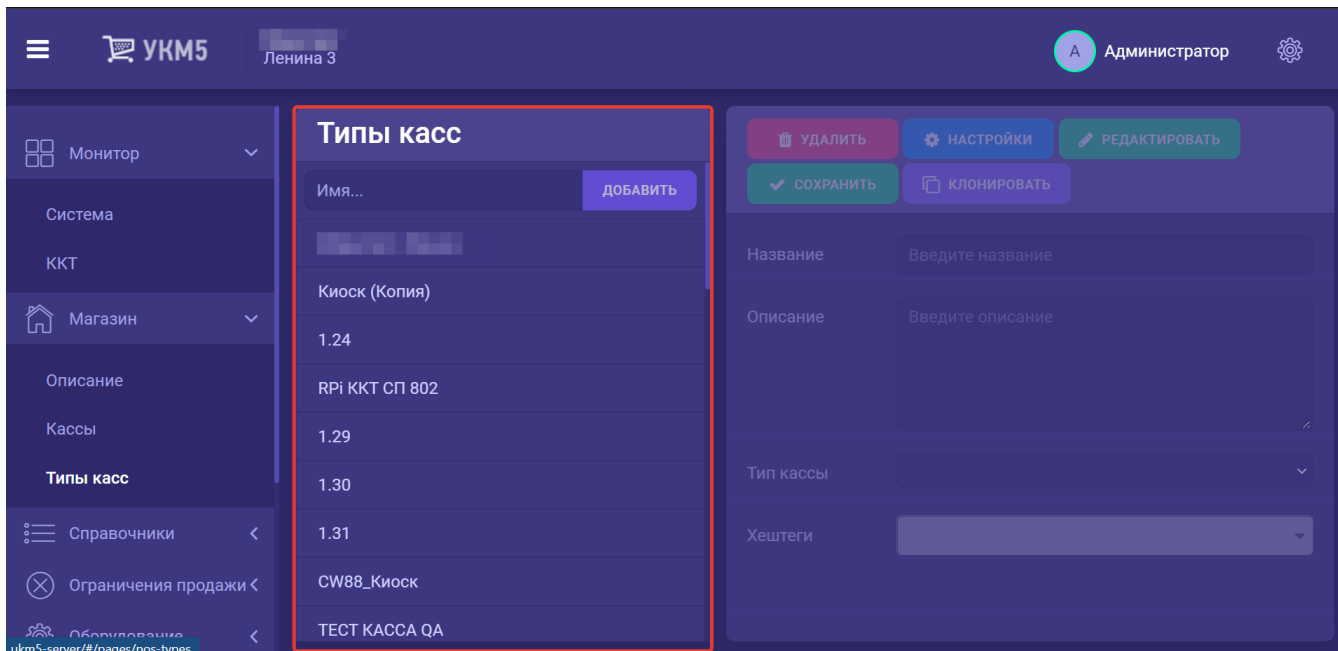 УКМ5
Ленина 3
А
Администратор
Монитор
Система
ККТ
Магазин
Описание
Кассы
Типы касс
Справочники
Ограничения продажи
Оборудование
ukm5-server/#/pages/pos-types
Типы касс
Имя...
ДОБАВИТЬ
Киоск (Копия)
1.24
RPi ККТ СП 802
1.29
1.30
1.31
CW88_Киоск
ТЕСТ КАССА QA
УДАЛИТЬ
НАСТРОЙКИ
РЕДАКТИРОВАТЬ
СОХРАНИТЬ
КЛОНИРОВАТЬ
Название
Введите название
Описание
Введите описание
Тип кассы
Хештеги